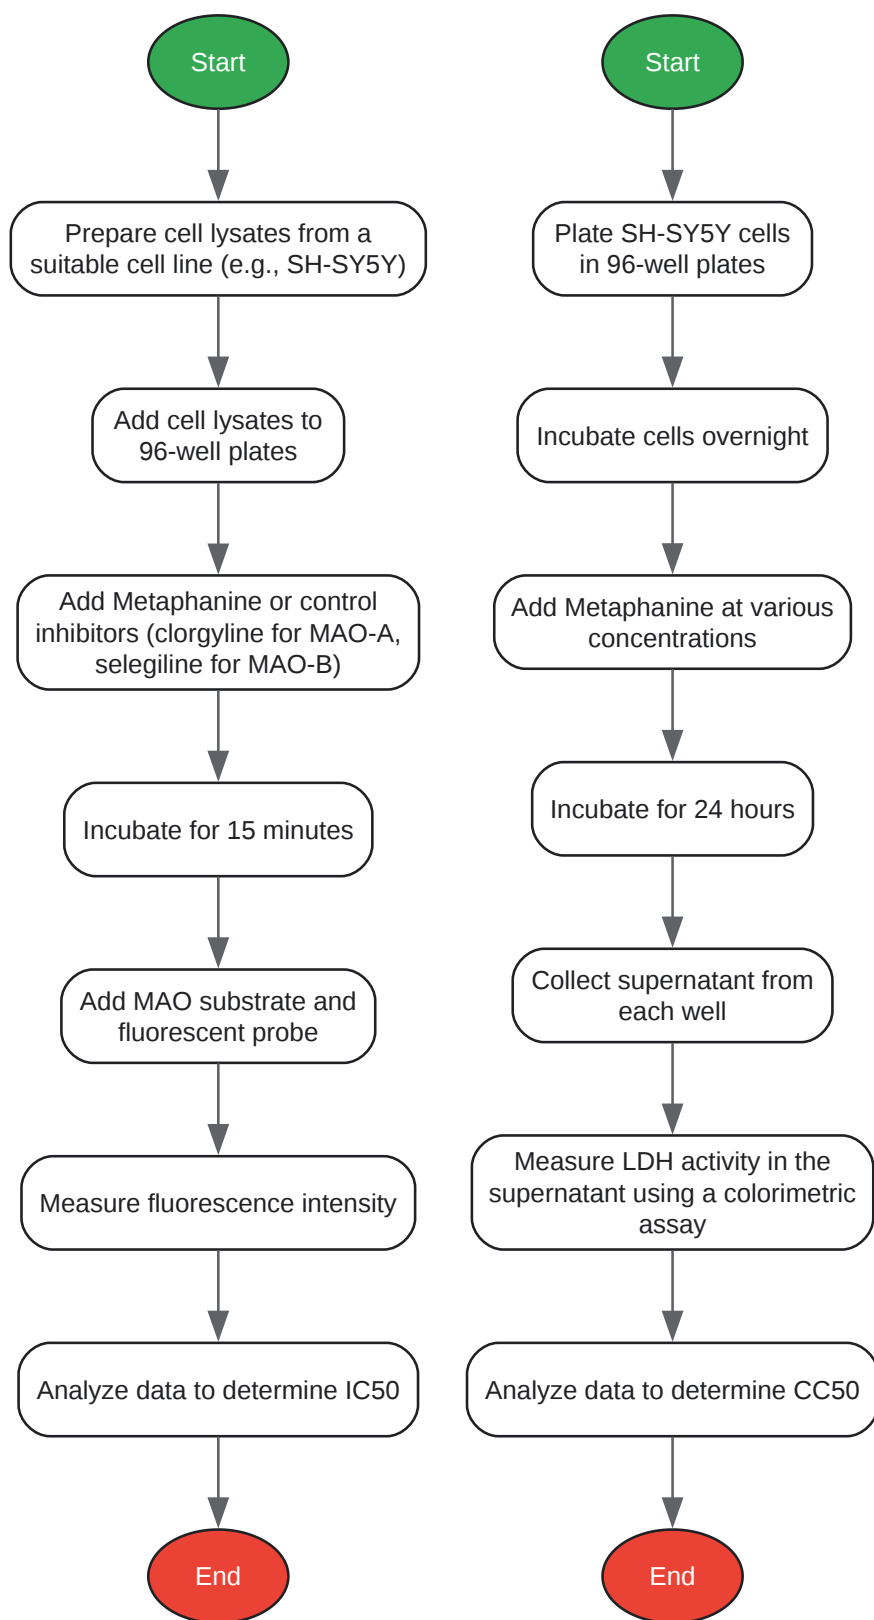 Start
Prepare cell lysates from a
suitable cell line (e.g., SH-SY5Y)
Add cell lysates to
96-well plates
Add Metaphanine or control
inhibitors (clorgyline for MAO-A,
selegiline for MAO-B)
Incubate for 15 minutes
Add MAO substrate and
fluorescent probe
Measure fluorescence intensity
Analyze data to determine IC50
End
Start
Plate SH-SY5Y cells
in 96-well plates
Incubate cells overnight
Add Metaphanine at various
concentrations
Incubate for 24 hours
Collect supernatant from
each well
Measure LDH activity in the
supernatant using a colorimetric
assay
Analyze data to determine CC50
End